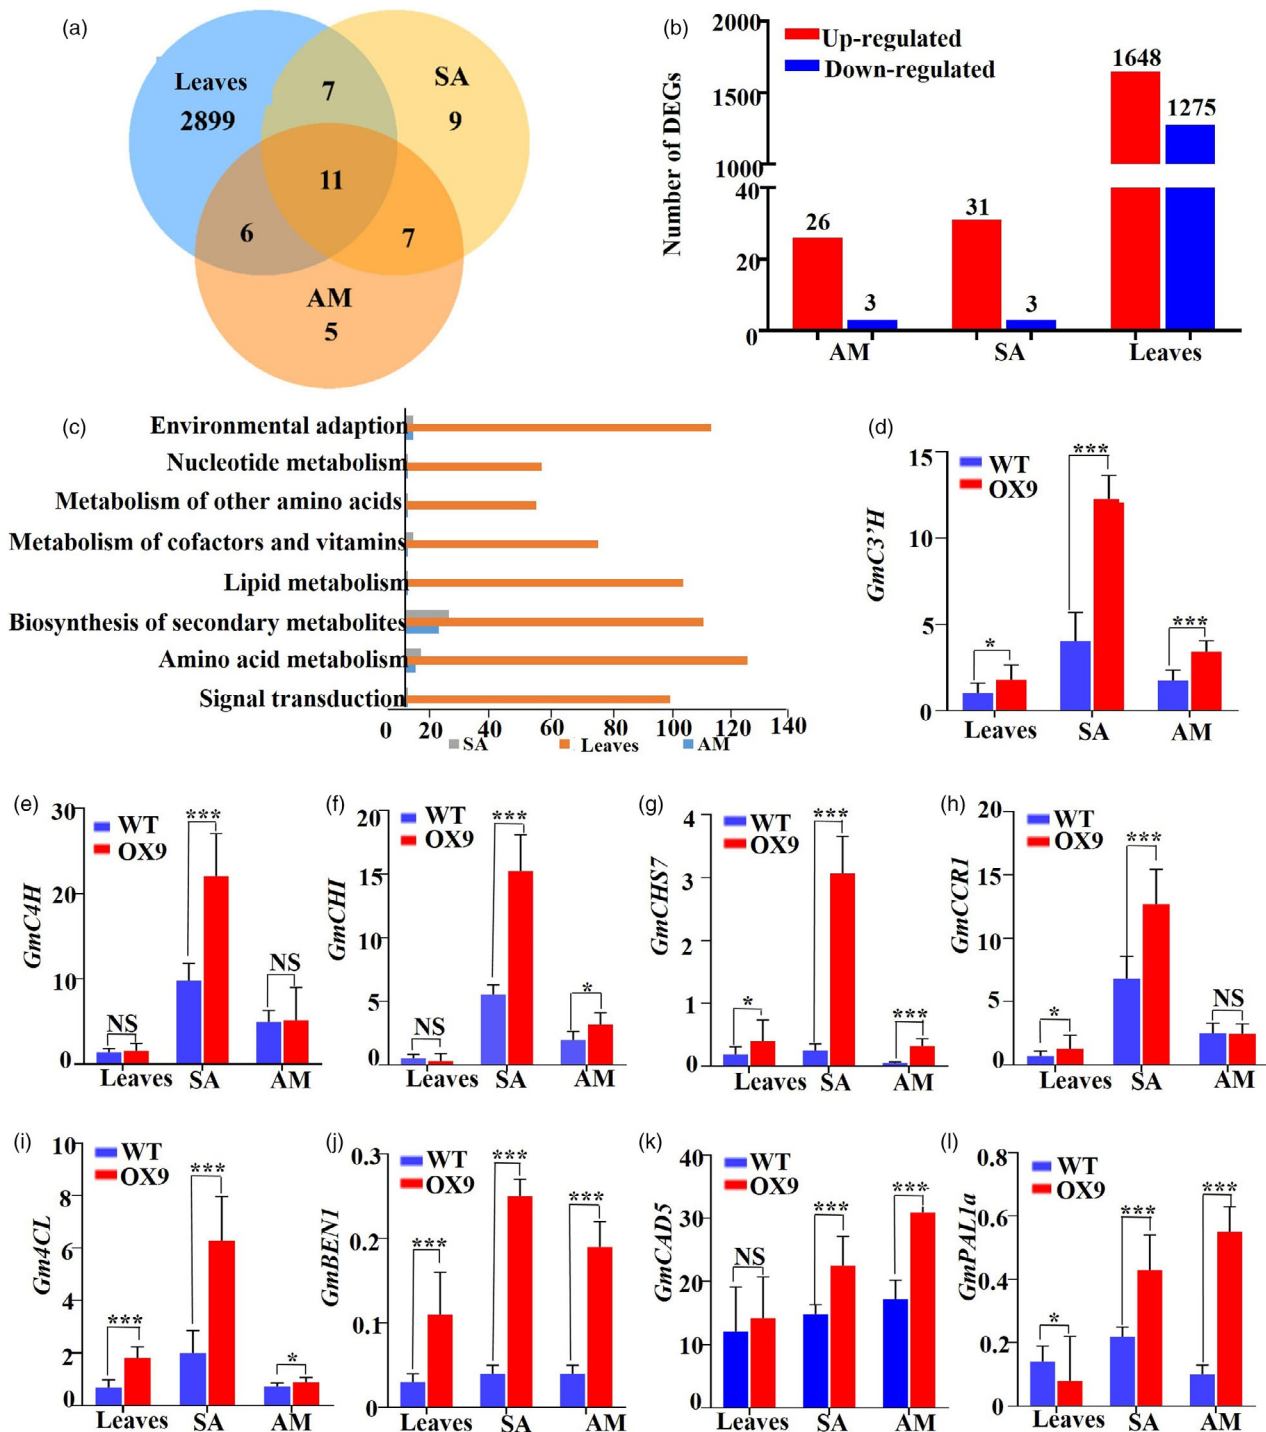 (a)
Leaves
2899
7
SA
9
11
6
7
AM
5
(b)
Number of DEGs
2000
1500
1000
40
20
0
Up-regulated
Down-regulated
26
3
31
3
1648
1275
AM
SA
Leaves
(c)
Environmental adaption
Nucleotide metabolism
Metabolism of other amino acids
Metabolism of cofactors and vitamins
Lipid metabolism
Biosynthesis of secondary metabolites
Amino acid metabolism
Signal transduction
0 20 40 60 80 100 120 140
SA Leaves AM
(d)
GmC3'H
15
10
5
0
WT
OX9
*
***
***
Leaves SA AM
(e)
GmC4H
30
20
10
0
WT
OX9
NS
***
NS
Leaves SA AM
(f)
GmCHI
20
15
10
5
0
WT
OX9
NS
***
*
Leaves SA AM
(g)
GmCHS7
4
3
2
1
0
WT
OX9
*
***
***
Leaves SA AM
(h)
GmCCR1
20
15
10
5
0
WT
OX9
*
***
NS
Leaves SA AM
(i)
Gm4CL
10
8
6
4
2
0
WT
OX9
***
***
*
Leaves SA AM
(j)
GmBEN1
0.3
0.2
0.1
0
WT
OX9
***
***
***
Leaves SA AM
(k)
GmCAD5
40
30
20
10
0
WT
OX9
NS
***
***
Leaves SA AM
(l)
GmPAL1a
0.8
0.6
0.4
0.2
0
WT
OX9
*
***
***
Leaves SA AM